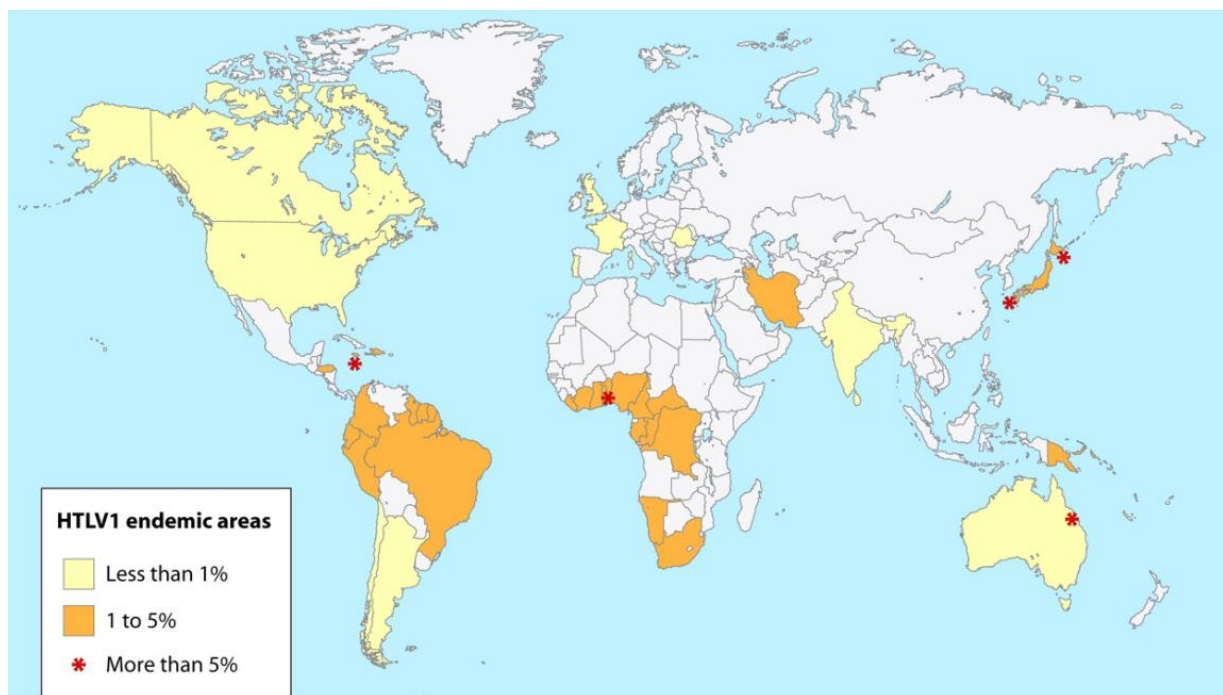 HTLV1 endemic areas
Less than 1%
1 to 5%
More than 5%